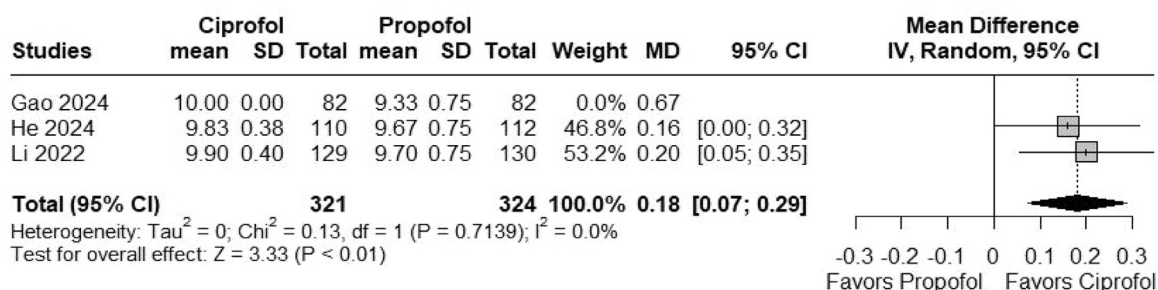 Ciprofol Propofol Mean Difference
Studies mean SD Total mean SD Total Weight MD 95% CI IV, Random, 95% CI
Gao 2024 10.00 0.00 82 9.33 0.75 82 0.0% 0.67
He 2024 9.83 0.38 110 9.67 0.75 112 46.8% 0.16 [0.00; 0.32]
Li 2022 9.90 0.40 129 9.70 0.75 130 53.2% 0.20 [0.05; 0.35]
Total (95% CI) 321 324 100.0% 0.18 [0.07; 0.29]
Heterogeneity: Tau² = 0; Chi² = 0.13, df = 1 (P = 0.7139); I² = 0.0%
Test for overall effect: Z = 3.33 (P < 0.01)
-0.3 -0.2 -0.1 0 0.1 0.2 0.3
Favors Propofol Favors Ciprofol